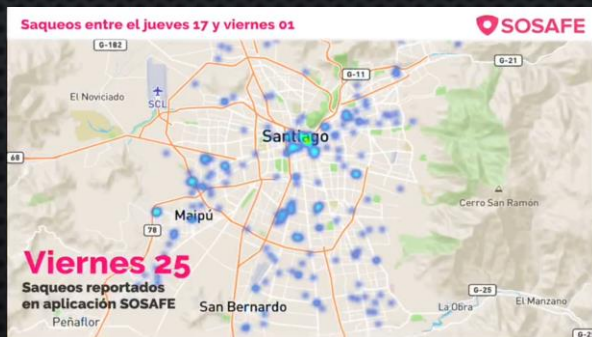 Saqueos entre el jueves 17 y viernes 01
SOSAFE
G-182
G-21
G-11
El Noviciado
SCL
Santiago
68
Cerro San Ramón
Maipú
78
Viernes 25
Saqueos reportados
en aplicación SOSAFE
San Bernardo
G-25
El Manzano
La Obra
Peñaflor